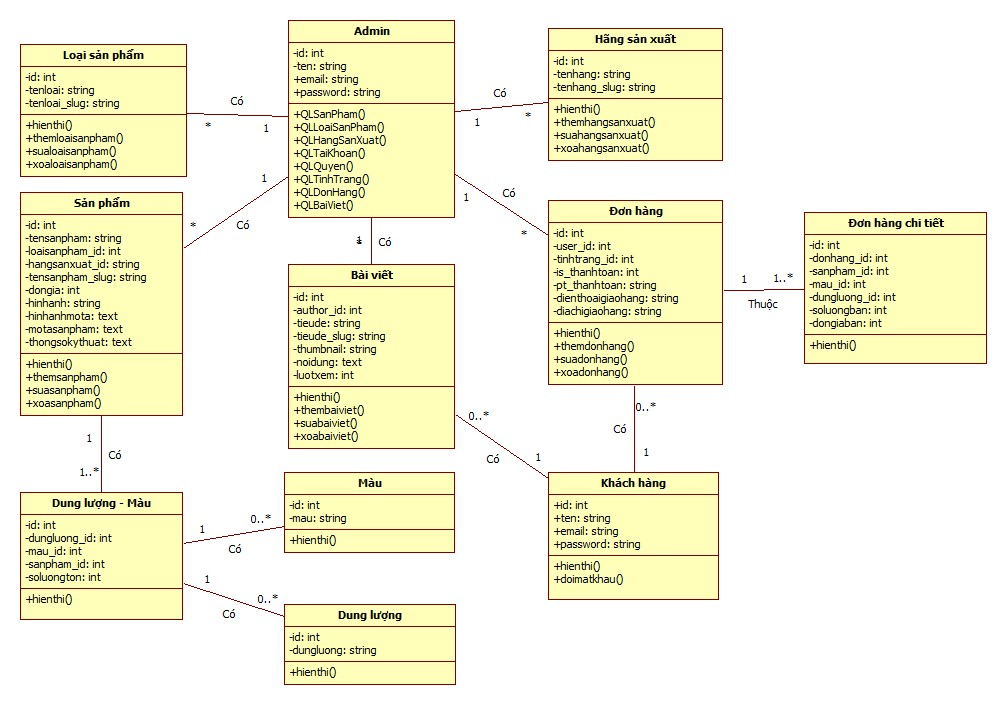 Admin
-id: int
-ten: string
+email: string
+password: string
+QLSanPham()
+QLLoaiSanPham()
+QLHangSanXuat()
+QLTaiKhoan()
+QLQuyen()
+QLTinhTrang()
+QLDonHang()
+QLBaiViet()
Loại sản phẩm
-id: int
-tenloai: string
-tenloai_slug: string
+hienthi()
+themloaisanpham()
+sualoaisanpham()
+xoaloaisanpham()
Có
*
1
Hãng sản xuất
-id: int
-tenhang: string
-tenhang_slug: string
+hienthi()
+themhangsanxuat()
+suahangsanxuat()
+xoahangsanxuat()
Có
1
*
Sản phẩm
-id: int
-tensanpham: string
-loaisanpham_id: int
-hangsanxuat_id: string
-tensanpham_slug: string
-dongia: int
-hinhanh: string
-hinhanhmota: text
-motasanpham: text
-thongsokythuat: text
+hienthi()
+themsanpham()
+suasanpham()
+xoasanpham()
1
*
Có
1
*
Có
Bài viết
-id: int
-author_id: int
-tieude: string
-tieude_slug: string
-thumbnail: string
-noidung: text
-luotxem: int
+hienthi()
+thembaiviet()
+suabaiviet()
+xoabaiviet()
Có
1
*
Đơn hàng
-id: int
-user_id: int
-tinhtrang_id: int
-is_thanhtoan: int
-pt_thanhtoan: string
-dienthoaigiaohang: string
-diachigiaohang: string
+hienthi()
+themdonhang()
+suadonhang()
+xoadonhang()
1
1..*
Thuộc
Đơn hàng chi tiết
-id: int
-donhang_id: int
-sanpham_id: int
-mau_id: int
-dungluong_id: int
-soluongban: int
-dongiaban: int
+hienthi()
0..*
Có
1
0..*
Có
1
Khách hàng
+id: int
+ten: string
+email: string
+password: string
+hienthi()
+doimatkhau()
1
Có
1..*
Dung lượng - Màu
-id: int
-dungluong_id: int
-mau_id: int
-sanpham_id: int
-soluongton: int
+hienthi()
1
0..*
Có
Màu
-id: int
-mau: string
+hienthi()
1
0..*
Có
Dung lượng
-id: int
-dungluong: string
+hienthi()